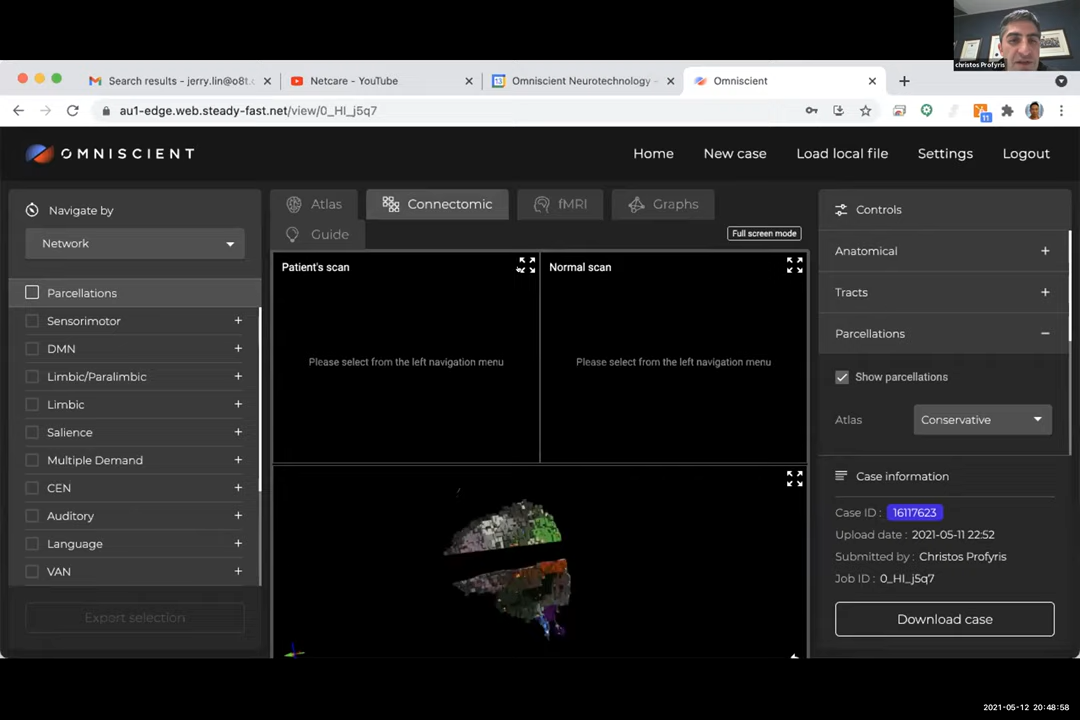 christos Profyris
Search results - jerry.lin@o8t.c
Netcare - YouTube
Omniscient Neurotechnology -
Omniscient
au1-edge.web.steady-fast.net/view/0_HI_j5q7
11
OMNISCIENT
Home
New case
Load local file
Settings
Logout
Navigate by
Network
Parcellations
Sensorimotor
DMN
Limbic/Paralimbic
Limbic
Salience
Multiple Demand
CEN
Auditory
Language
VAN
Export selection
Atlas
Connectomic
fMRI
Graphs
Guide
Full screen mode
Patient's scan
Normal scan
Please select from the left navigation menu
Please select from the left navigation menu
Controls
Anatomical
Tracts
Parcellations
Show parcellations
Atlas
Conservative
Case information
Case ID : 16117623
Upload date : 2021-05-11 22:52
Submitted by : Christos Profyris
Job ID : 0_HI_j5q7
Download case
2021-05-12 20:48:58